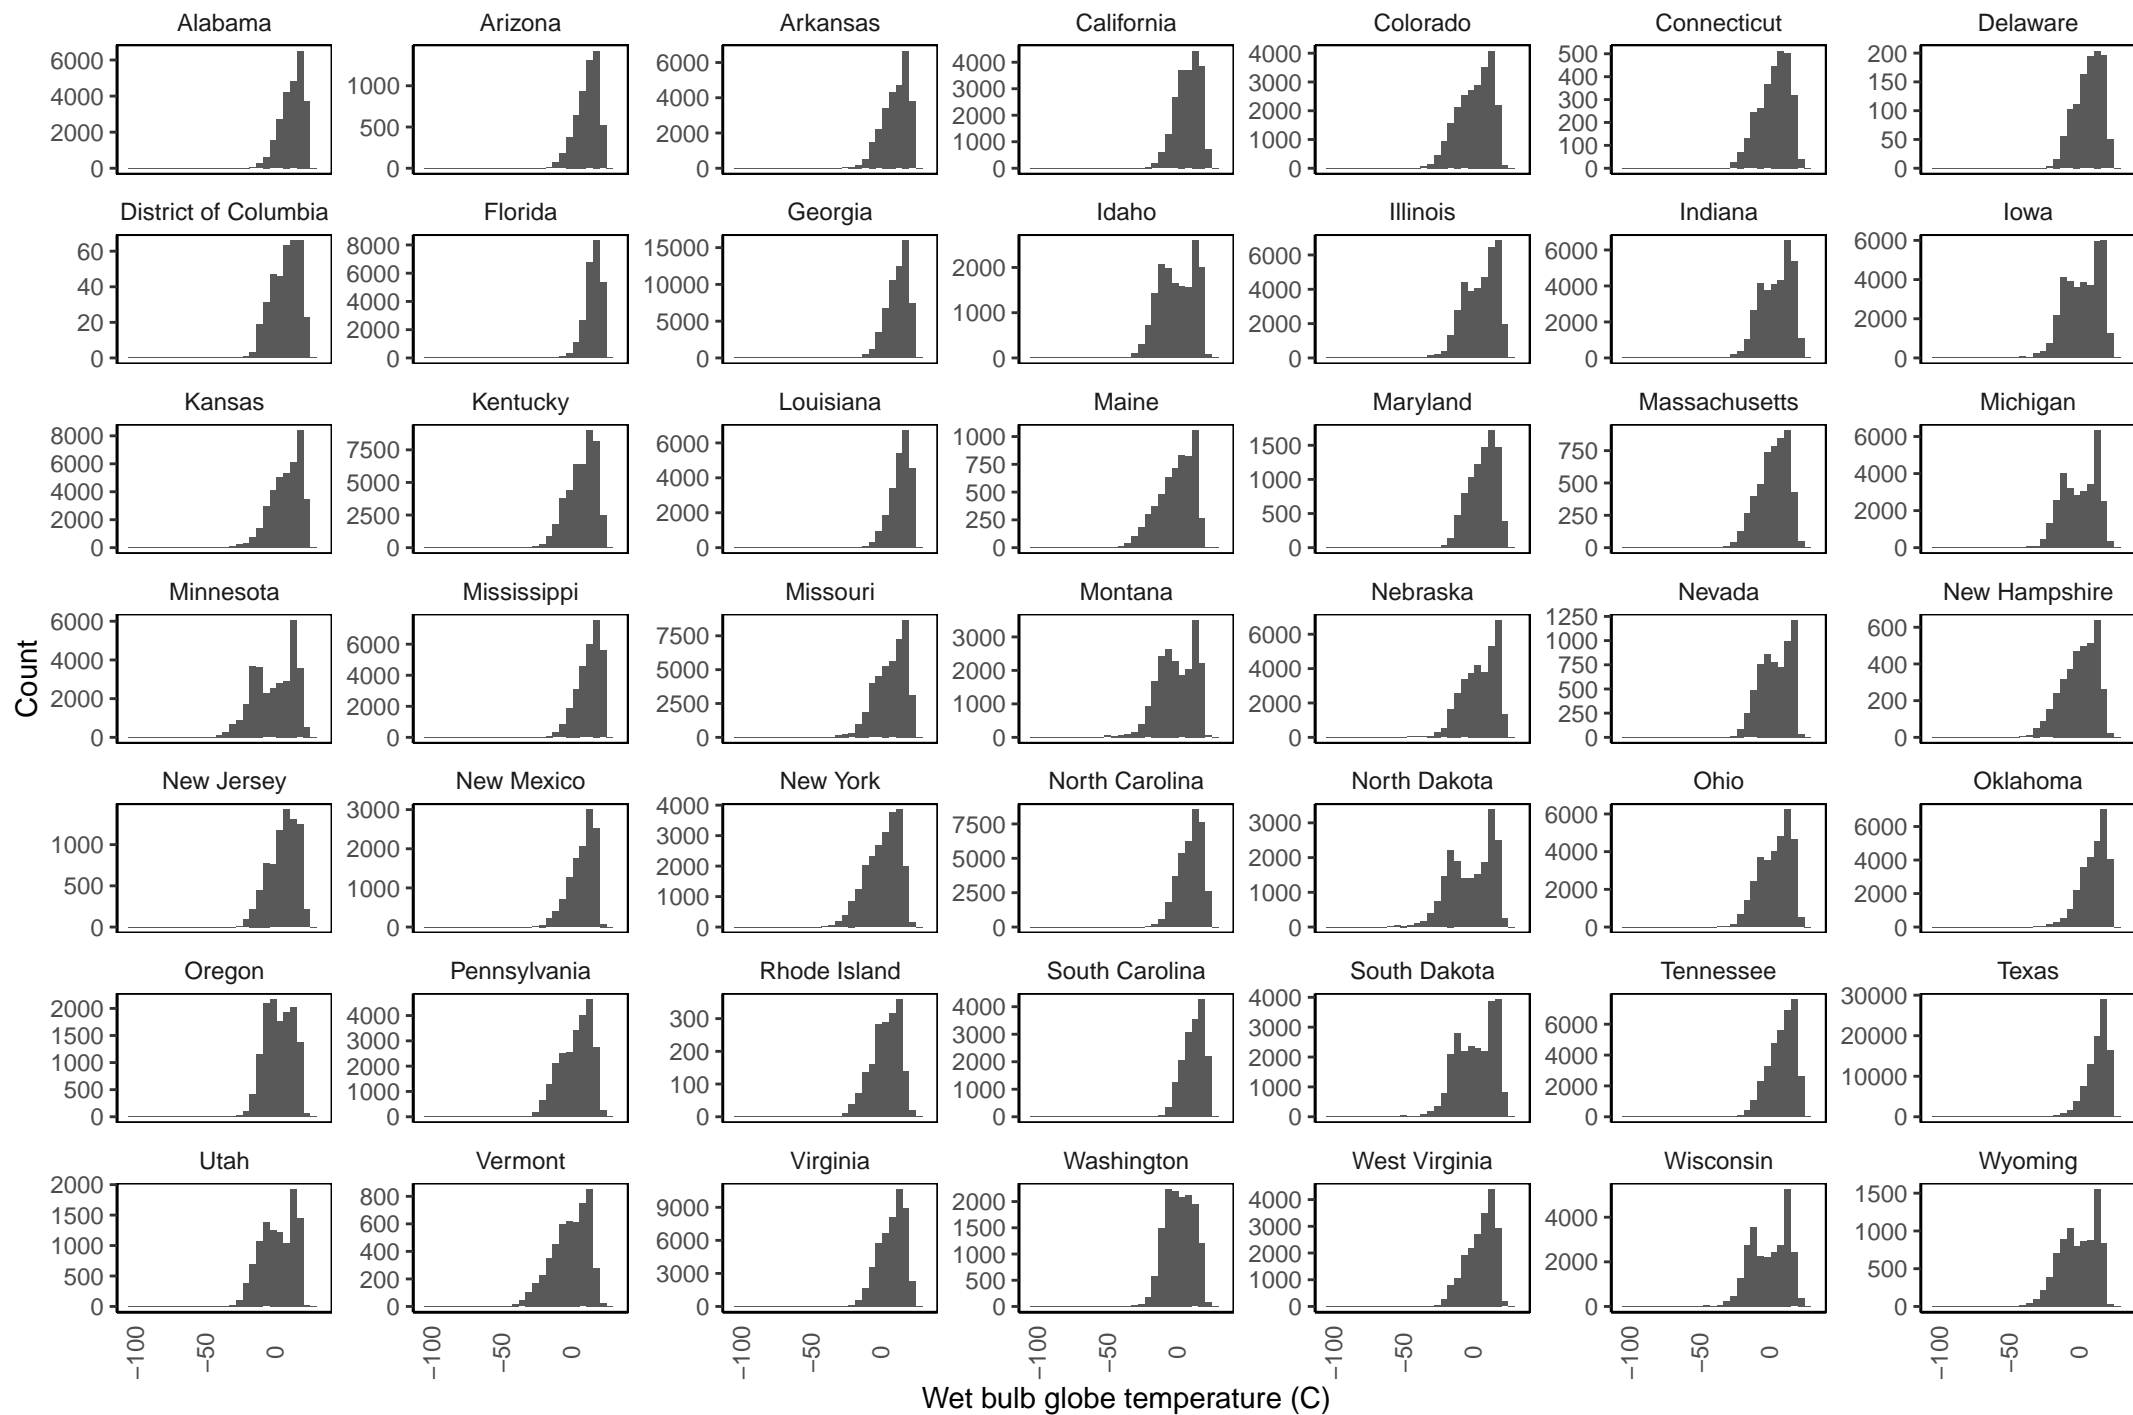 Alabama Arizona Arkansas California Colorado Connecticut Delaware
6000 4000 2000 0
1000 500 0
6000 4000 2000 0
4000 3000 2000 1000 0
4000 3000 2000 1000 0
500 400 300 200 100 0
200 150 100 50 0
District of Columbia Florida Georgia Idaho Illinois Indiana Iowa
60 40 20 0
8000 6000 4000 2000 0
15000 10000 5000 0
2000 1000 0
6000 4000 2000 0
6000 4000 2000 0
6000 4000 2000 0
Kansas Kentucky Louisiana Maine Maryland Massachusetts Michigan
8000 6000 4000 2000 0
7500 5000 2500 0
6000 4000 2000 0
1000 750 500 250 0
1500 1000 500 0
750 500 250 0
6000 4000 2000 0
Minnesota Mississippi Missouri Montana Nebraska Nevada New Hampshire
6000 4000 2000 0
6000 4000 2000 0
7500 5000 2500 0
3000 2000 1000 0
6000 4000 2000 0
1250 1000 750 500 250 0
600 400 200 0
Count
New Jersey New Mexico New York North Carolina North Dakota Ohio Oklahoma
1000 500 0
3000 2000 1000 0
4000 3000 2000 1000 0
7500 5000 2500 0
3000 2000 1000 0
6000 4000 2000 0
6000 4000 2000 0
Oregon Pennsylvania Rhode Island South Carolina South Dakota Tennessee Texas
2000 1500 1000 500 0
4000 3000 2000 1000 0
300 200 100 0
4000 3000 2000 1000 0
4000 3000 2000 1000 0
6000 4000 2000 0
30000 20000 10000 0
Utah Vermont Virginia Washington West Virginia Wisconsin Wyoming
2000 1500 1000 500 0
800 600 400 200 0
9000 6000 3000 0
2000 1500 1000 500 0
4000 3000 2000 1000 0
4000 2000 0
1500 1000 500 0
−100 −50 0 −100 −50 0 −100 −50 0 −100 −50 0 −100 −50 0 −100 −50 0 −100 −50 0
Wet bulb globe temperature (C)